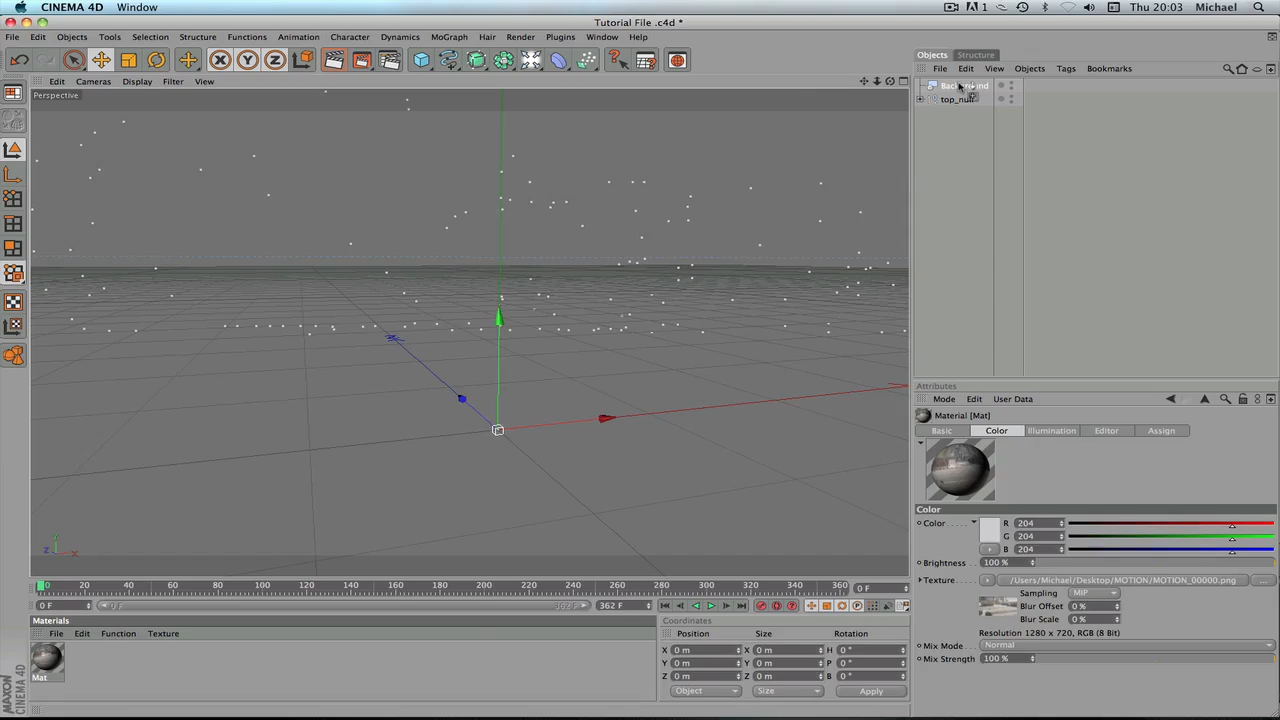 CINEMA 4D Window 1 Thu 20:03 Michael
Tutorial File .c4d *
File Edit Objects Tools Selection Structure Functions Animation Character Dynamics MoGraph Hair Render Plugins Window Help
Objects Structure
File Edit View Objects Tags Bookmarks
Edit Cameras Display Filter View
Perspective
Background
top_null
Attributes
Mode Edit User Data
Material [Mat]
Basic Color Illumination Editor Assign
Color
Color R 204
G 204
B 204
Brightness 100 %
Texture /Users/Michael/Desktop/MOTION/MOTION_00000.png ...
Sampling MIP
Blur Offset 0 %
Blur Scale 0 %
Resolution 1280 x 720, RGB (8 Bit)
Mix Mode Normal
Mix Strength 100 %
Y
Z X
0 20 40 60 80 100 120 140 160 180 200 220 240 260 280 300 320 340 360 0 F
0 F 0 F 362 F 362 F
Materials
File Edit Function Texture
Mat
Coordinates
Position Size Rotation
X 0 m X 0 m H 0 °
Y 0 m Y 0 m P 0 °
Z 0 m Z 0 m B 0 °
Object Size Apply
MAXON CINEMA 4D